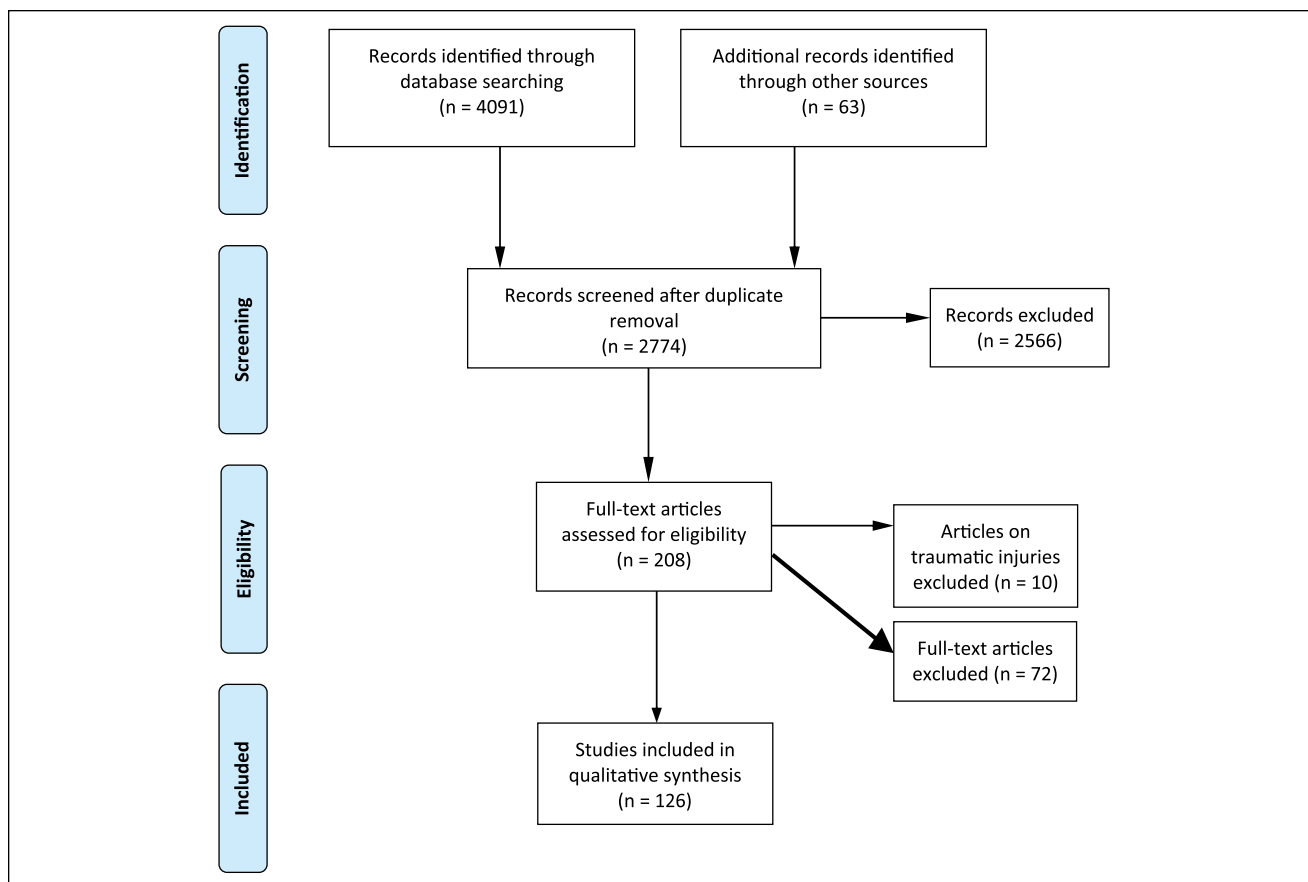 Identification
Records identified through
database searching
(n = 4091)
Additional records identified
through other sources
(n = 63)
Screening
Records screened after duplicate
removal
(n = 2774)
Records excluded
(n = 2566)
Eligibility
Full-text articles
assessed for eligibility
(n = 208)
Articles on
traumatic injuries
excluded (n = 10)
Full-text articles
excluded (n = 72)
Included
Studies included in
qualitative synthesis
(n = 126)